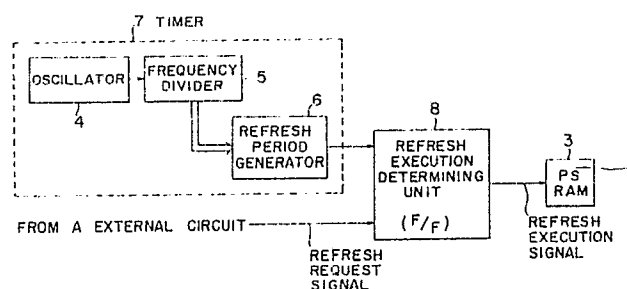 7 TIMER
OSCILLATOR
4
FREQUENCY
DIVIDER
5
6
REFRESH
PERIOD
GENERATOR
8
REFRESH
EXECUTION
DETERMINING
UNIT
(F/F)
3
PS
RAM
REFRESH
EXECUTION
SIGNAL
FROM A EXTERNAL CIRCUIT
REFRESH
REQUEST
SIGNAL